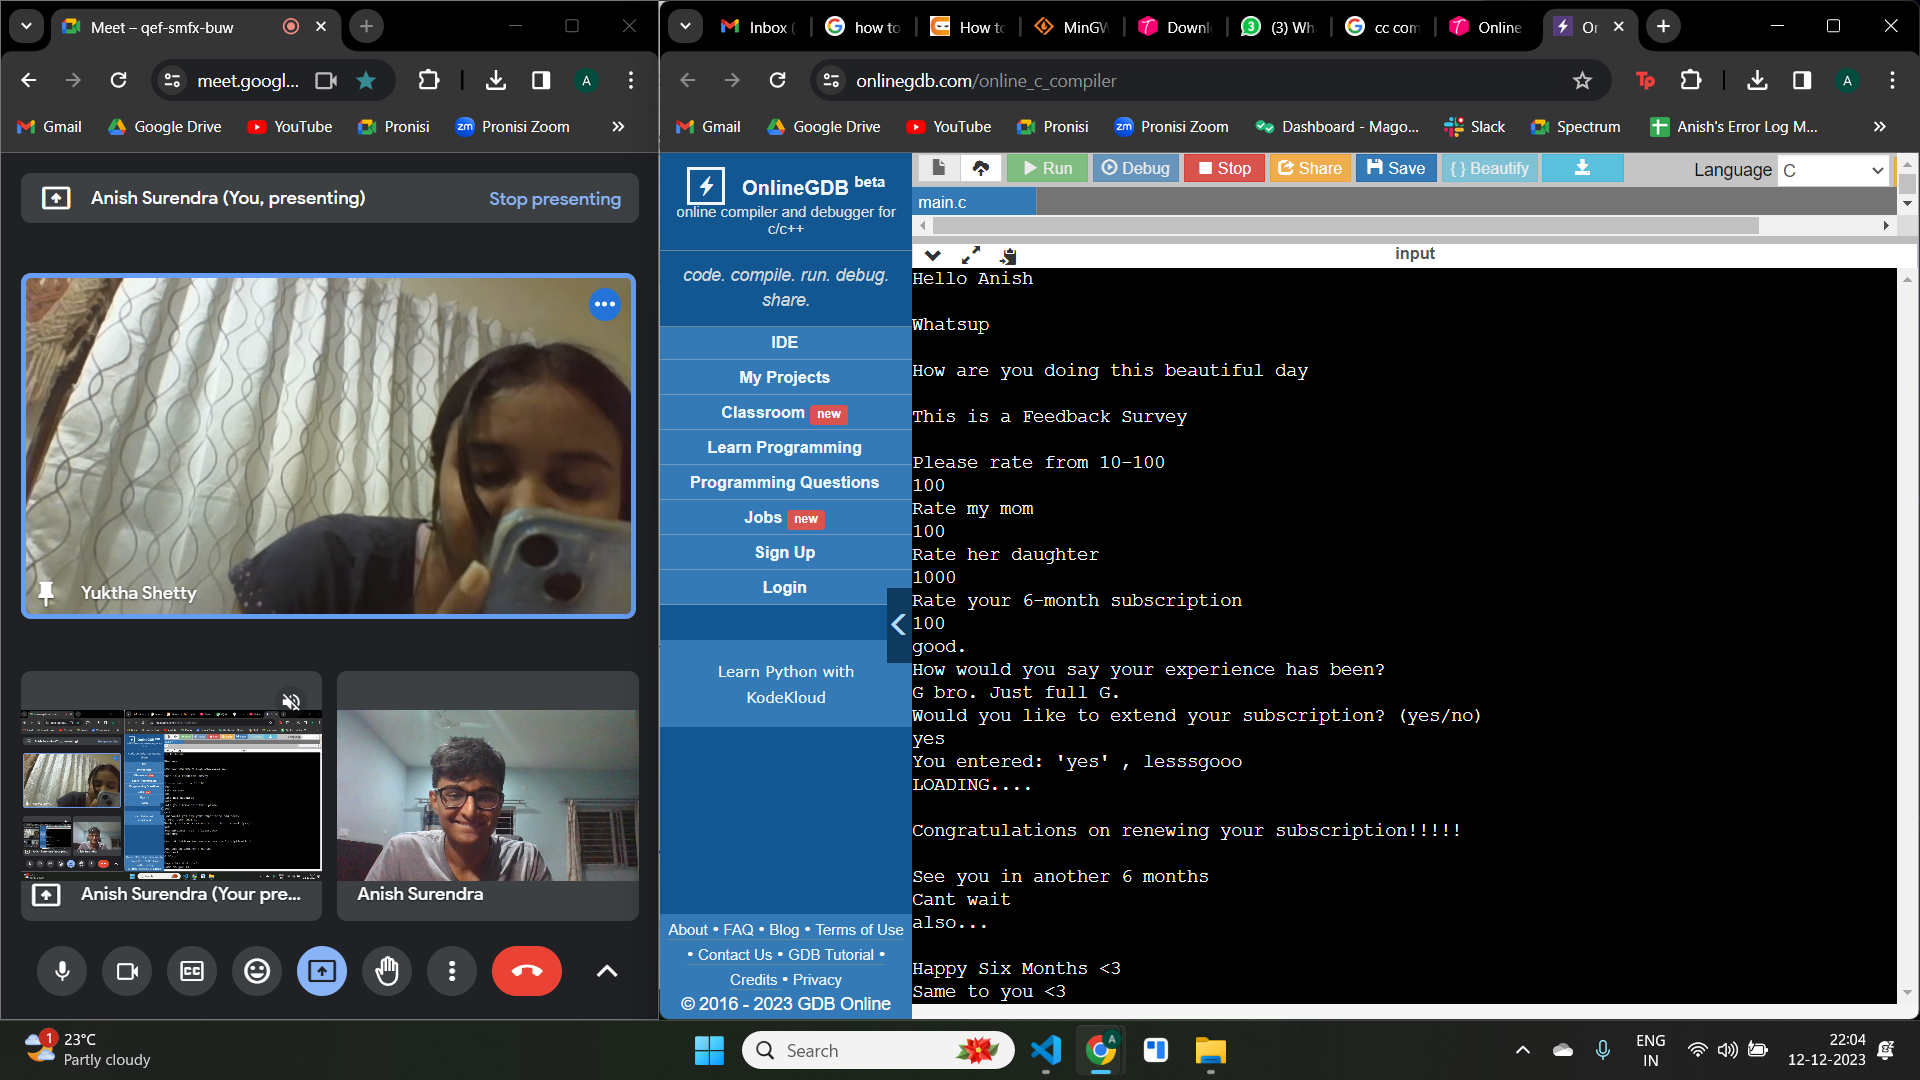 Meet – qef-smfx-buw
meet.googl...
Gmail
Google Drive
YouTube
Pronisi
Pronisi Zoom
Anish Surendra (You, presenting)
Stop presenting
Yuktha Shetty
Anish Surendra (Your pre...
Anish Surendra
Inbox (
how to
How to
MinGW
Downl
(3) Wh
cc com
Online
On
onlinegdb.com/online_c_compiler
Gmail
Google Drive
YouTube
Pronisi
Pronisi Zoom
Dashboard - Mago...
Slack
Spectrum
Anish's Error Log M...
OnlineGDB beta
online compiler and debugger for
c/c++
code. compile. run. debug.
share.
IDE
My Projects
Classroom new
Learn Programming
Programming Questions
Jobs new
Sign Up
Login
Learn Python with
KodeKloud
About • FAQ • Blog • Terms of Use
• Contact Us • GDB Tutorial •
Credits • Privacy
© 2016 - 2023 GDB Online
Run
Debug
Stop
Share
Save
{ } Beautify
Language C
main.c
input
Hello Anish
Whatsup
How are you doing this beautiful day
This is a Feedback Survey
Please rate from 10-100
100
Rate my mom
100
Rate her daughter
1000
Rate your 6-month subscription
100
good.
How would you say your experience has been?
G bro. Just full G.
Would you like to extend your subscription? (yes/no)
yes
You entered: 'yes' , lesssgooo
LOADING....
Congratulations on renewing your subscription!!!!!
See you in another 6 months
Cant wait
also...
Happy Six Months <3
Same to you <3
1
23°C
Partly cloudy
Search
ENG
IN
22:04
12-12-2023